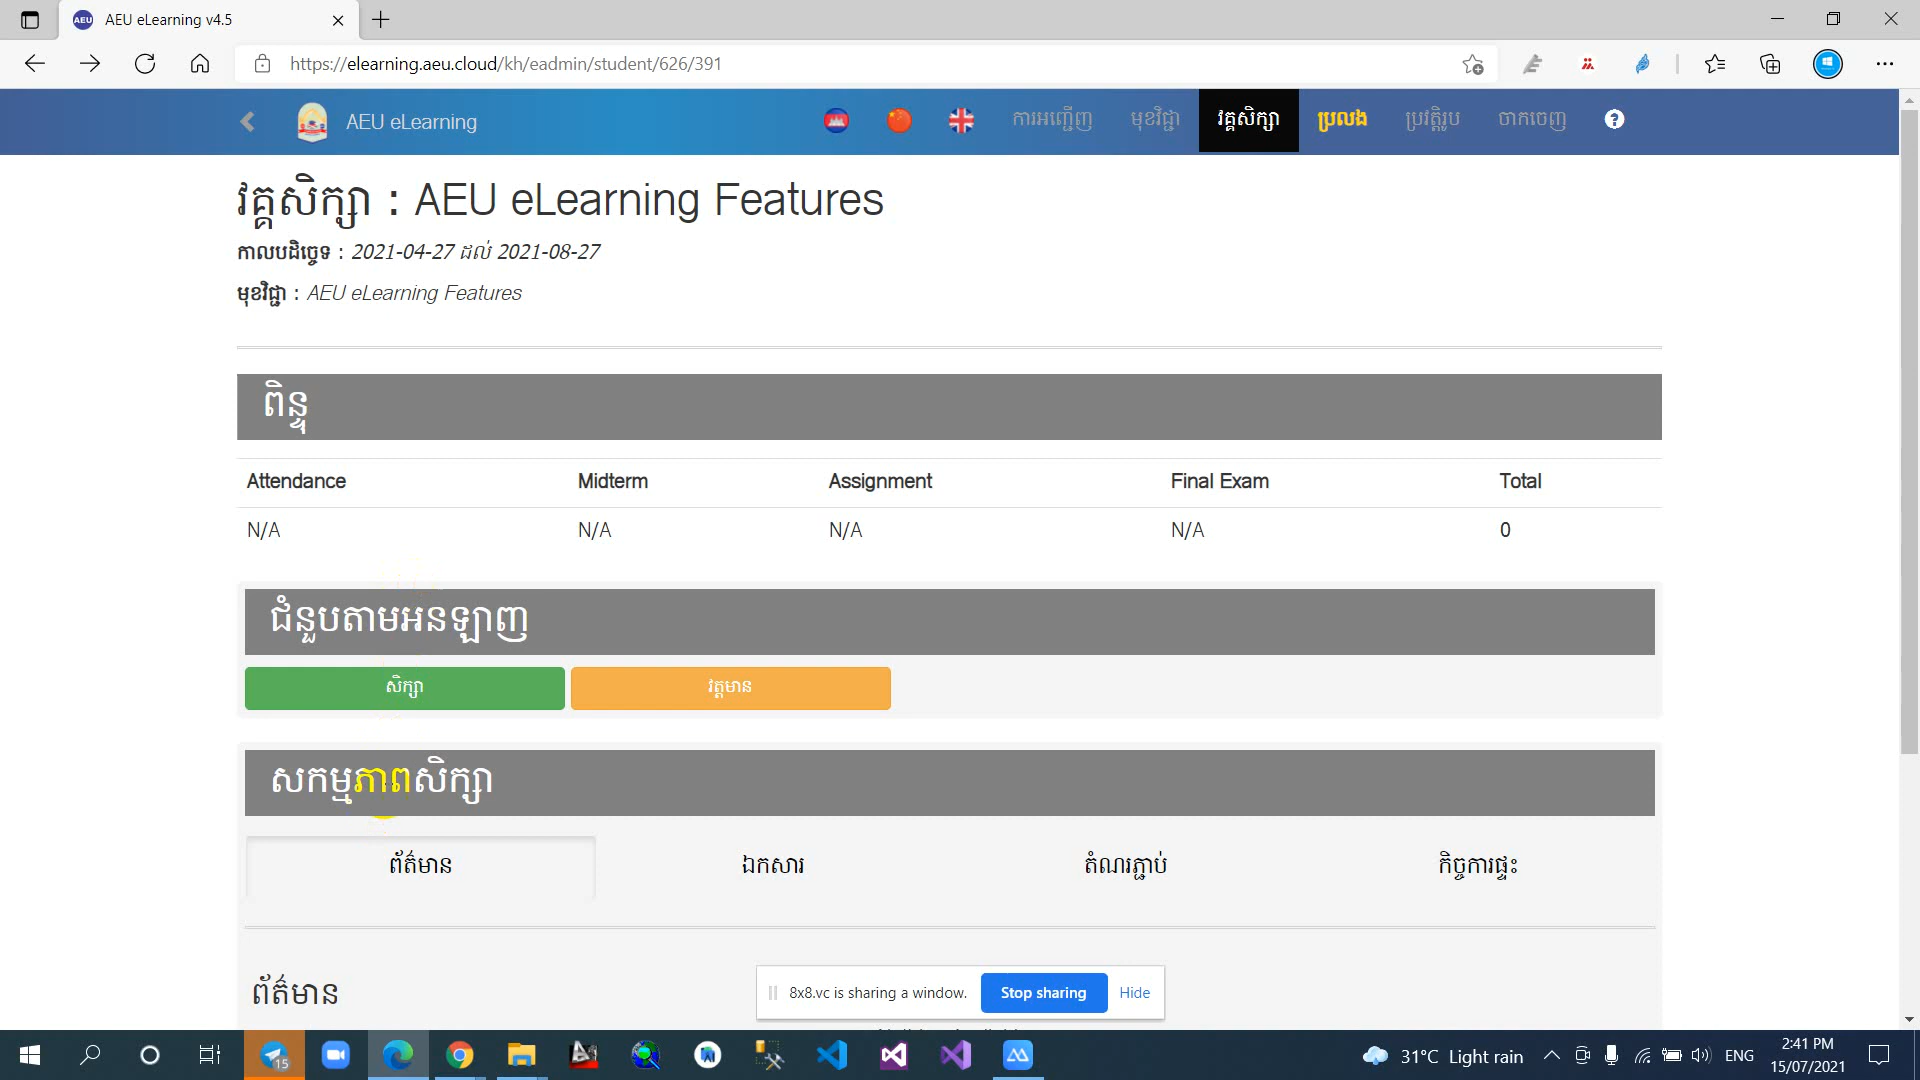 AEU eLearning v4.5
https://elearning.aeu.cloud/kh/eadmin/student/626/391
AEU eLearning
ការអញ្ជើញ
មុខវិជ្ជា
វគ្គសិក្សា
ប្រលង
ប្រវត្តិរូប
ចាកចេញ
វគ្គសិក្សា : AEU eLearning Features
កាលបដិច្ចេទ : 2021-04-27 ដល់ 2021-08-27
មុខវិជ្ជា : AEU eLearning Features
ពិន្ទុ
Attendance Midterm Assignment Final Exam Total
N/A N/A N/A N/A 0
ជំនួបតាមអនឡាញ
សិក្សា
វត្តមាន
សកម្មភាពសិក្សា
ព័ត៌មាន
ឯកសារ
តំណរភ្ជាប់
កិច្ចការផ្ទះ
ព័ត៌មាន
8x8.vc is sharing a window.
Stop sharing
Hide
15
31°C Light rain
ENG
2:41 PM
15/07/2021